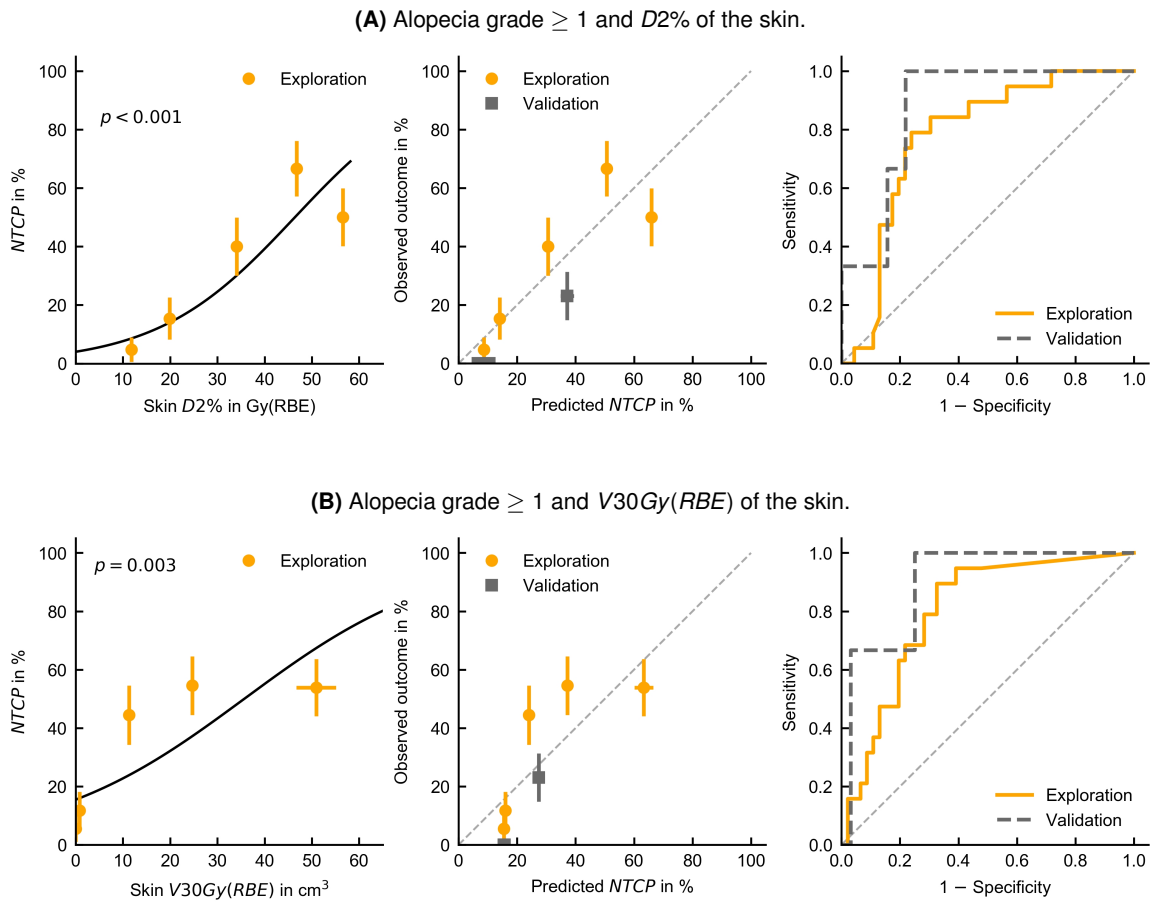 (A) Alopecia grade ≥ 1 and D2% of the skin.
NTCP in %
100
80
60
40
20
0
p < 0.001
Exploration
0 10 20 30 40 50 60
Skin D2% in Gy(RBE)
Observed outcome in %
100
80
60
40
20
0
Exploration
Validation
0 20 40 60 80 100
Predicted NTCP in %
Sensitivity
1.0
0.8
0.6
0.4
0.2
0.0
Exploration
Validation
0.0 0.2 0.4 0.6 0.8 1.0
1 − Specificity
(B) Alopecia grade ≥ 1 and V30Gy(RBE) of the skin.
NTCP in %
100
80
60
40
20
0
p = 0.003
Exploration
0 10 20 30 40 50 60
Skin V30Gy(RBE) in cm³
Observed outcome in %
100
80
60
40
20
0
Exploration
Validation
0 20 40 60 80 100
Predicted NTCP in %
Sensitivity
1.0
0.8
0.6
0.4
0.2
0.0
Exploration
Validation
0.0 0.2 0.4 0.6 0.8 1.0
1 − Specificity